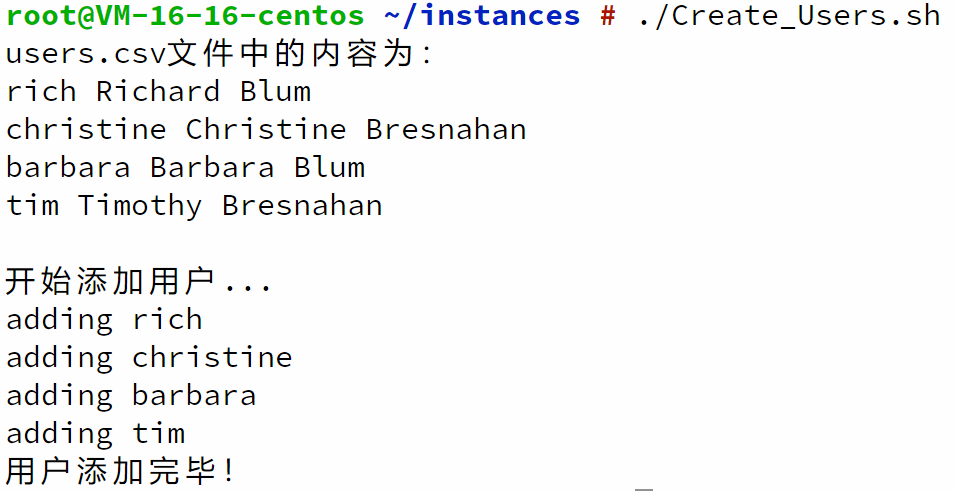 root@VM-16-16-centos ~/instances # ./Create_Users.sh
users.csv文件中的内容为:
rich Richard Blum
christine Christine Bresnahan
barbara Barbara Blum
tim Timothy Bresnahan
开始添加用户...
adding rich
adding christine
adding barbara
adding tim
用户添加完毕!